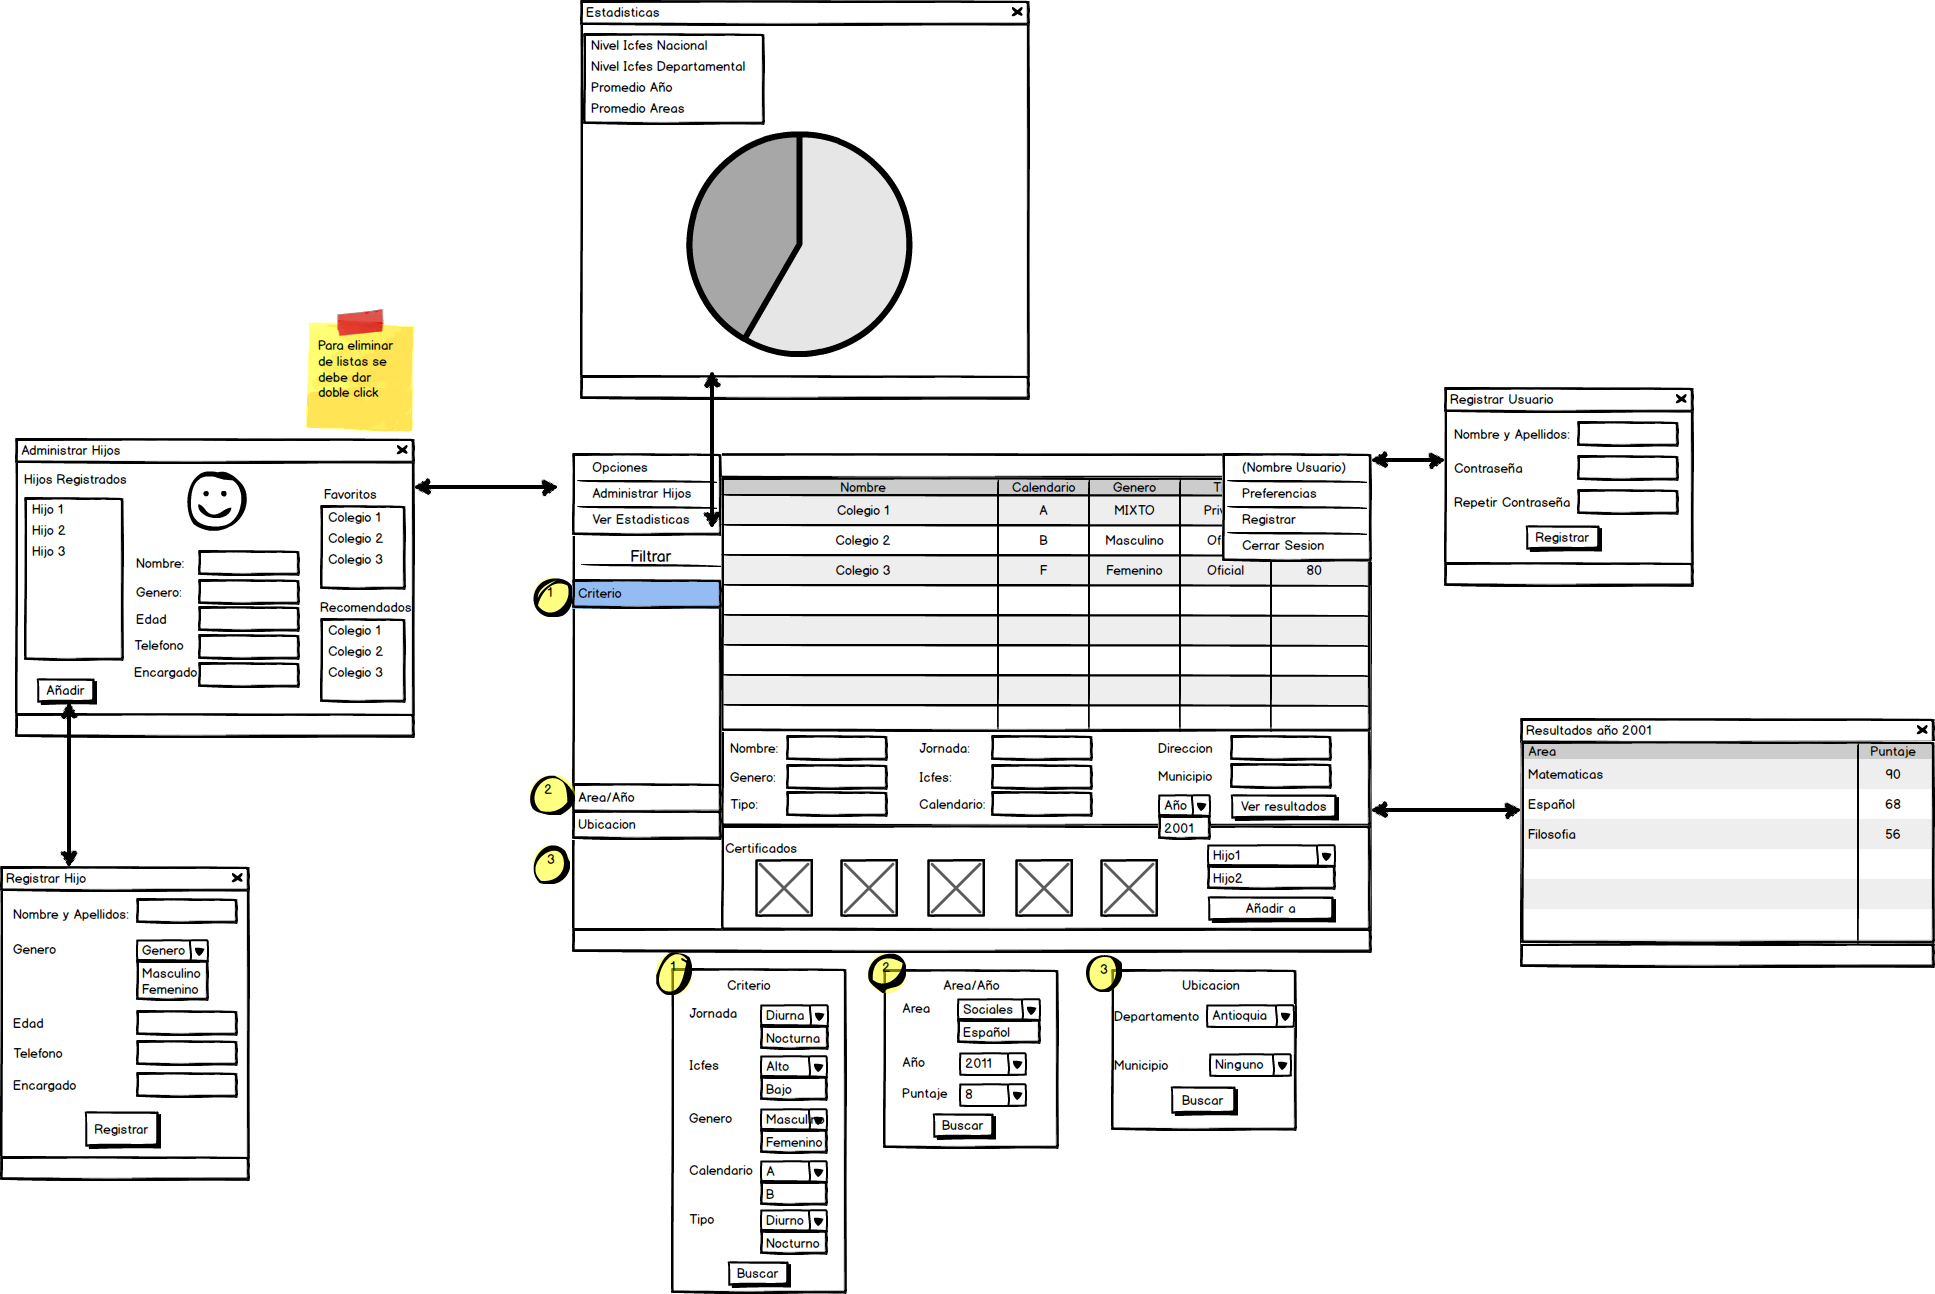 Estadisticas
Nivel Icfes Nacional
Nivel Icfes Departamental
Promedio Año
Promedio Areas
Para eliminar
de listas se
debe dar
doble click
Administrar Hijos
Hijos Registrados
Hijo 1
Hijo 2
Hijo 3
Añadir
Nombre:
Genero:
Edad
Telefono
Encargado
Favoritos
Colegio 1
Colegio 2
Colegio 3
Recomendados
Colegio 1
Colegio 2
Colegio 3
Registrar Hijo
Nombre y Apellidos:
Genero
Genero
Masculino
Femenino
Edad
Telefono
Encargado
Registrar
Opciones
Administrar Hijos
Ver Estadisticas
Filtrar
1
Criterio
2
Area/Año
Ubicacion
3
Nombre Calendario Genero T
Colegio 1 A MIXTO Pri
Colegio 2 B Masculino Of
Colegio 3 F Femenino Oficial 80
(Nombre Usuario)
Preferencias
Registrar
Cerrar Sesion
Nombre: Jornada: Direccion
Genero: Icfes: Municipio
Tipo: Calendario: Año Ver resultados
2001
Certificados
Hijo1
Hijo2
Añadir a
Registrar Usuario
Nombre y Apellidos:
Contraseña
Repetir Contraseña
Registrar
Resultados año 2001
Area Puntaje
Matematicas 90
Español 68
Filosofia 56
1
Criterio
Jornada Diurna
Nocturna
Icfes Alto
Bajo
Genero Masculino
Femenino
Calendario A
B
Tipo Diurno
Nocturno
Buscar
2
Area/Año
Area Sociales
Español
Año 2011
Puntaje 8
Buscar
3
Ubicacion
Departamento Antioquia
Municipio Ninguno
Buscar